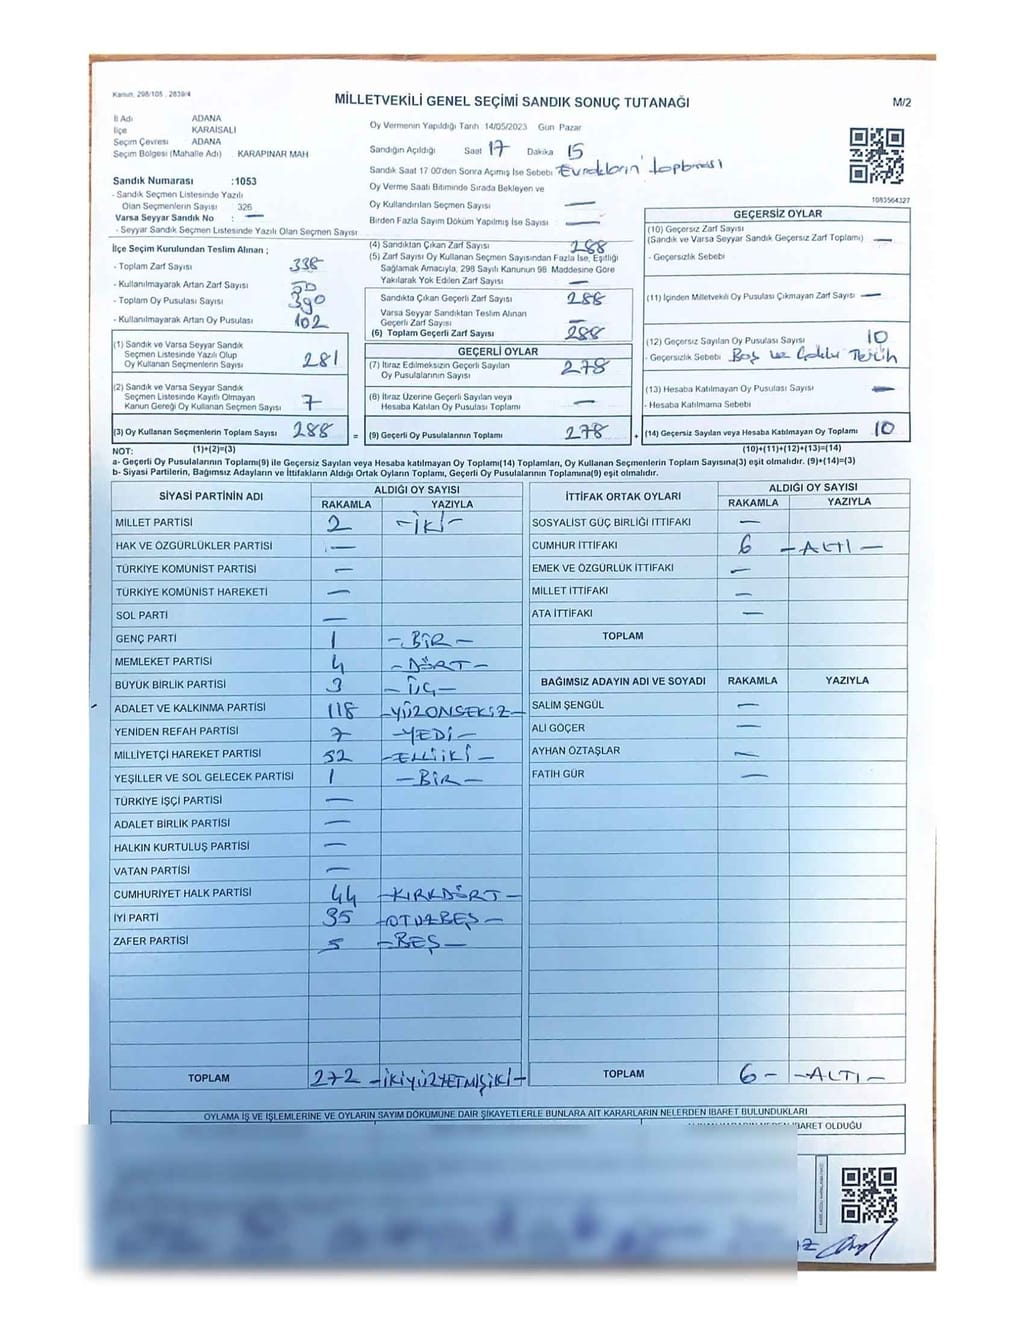 Kanun, 298/105 , 2839/4
MİLLETVEKİLİ GENEL SEÇİMİ SANDIK SONUÇ TUTANAĞI
M/2
İl Adı ADANA
İlçe KARAİSALI
Seçim Çevresi ADANA
Seçim Bölgesi (Mahalle Adı) KARAPINAR MAH
Sandık Numarası :1053
- Sandık Seçmen Listesinde Yazılı
Olan Seçmenlerin Sayısı 326
Varsa Seyyar Sandık No : —
- Seyyar Seçmen Listesinde Yazılı Olan Seçmen Sayısı
Oy Vermenin Yapıldığı Tarih 14/05/2023 Gün Pazar
Sandığın Açıldığı Saat 17 Dakika 15
Sandık Saat 17 00'den Sonra Açılmış İse Sebebi Evrakların toplanması
Oy Verme Saati Bitiminde Sırada Bekleyen ve
Oy Kullandırılan Seçmen Sayısı —
Birden Fazla Sayım Döküm Yapılmış İse Sayısı —
1083564327
İlçe Seçim Kurulundan Teslim Alınan ;
- Toplam Zarf Sayısı 338
- Kullanılmayarak Artan Zarf Sayısı 50
- Toplam Oy Pusulası Sayısı 390
- Kullanılmayarak Artan Oy Pusulası 102
(1) Sandık ve Varsa Seyyar Sandık
Seçmen Listesinde Yazılı Olup
Oy Kullanan Seçmenlerin Sayısı 281
(2) Sandık ve Varsa Seyyar Sandık
Seçmen Listesinde Kayıtlı Olmayan
Kanun Gereği Oy Kullanan Seçmen Sayısı 7
(3) Oy Kullanan Seçmenlerin Toplam Sayısı 288 =
(4) Sandıktan Çıkan Zarf Sayısı 288
(5) Zarf Sayısı Oy Kullanan Seçmen Sayısından Fazla İse, Eşitliği
Sağlamak Amacıyla, 298 Sayılı Kanunun 98 Maddesine Göre
Yakılarak Yok Edilen Zarf Sayısı —
Sandıkta Çıkan Geçerli Zarf Sayısı 288
Varsa Seyyar Sandıktan Teslim Alınan
Geçerli Zarf Sayısı —
(6) Toplam Geçerli Zarf Sayısı 288
GEÇERLİ OYLAR
(7) İtiraz Edilmeksizin Geçerli Sayılan
Oy Pusulalarının Sayısı 278
(8) İtiraz Üzerine Geçerli Sayılan veya
Hesaba Katılan Oy Pusulası Toplamı —
(9) Geçerli Oy Pusulalarının Toplamı 278 +
GEÇERSİZ OYLAR
(10) Geçersiz Zarf Sayısı
(Sandık ve Varsa Seyyar Sandık Geçersiz Zarf Toplamı) —
- Geçersizlik Sebebi
(11) İçinden Milletvekili Oy Pusulası Çıkmayan Zarf Sayısı —
(12) Geçersiz Sayılan Oy Pusulası Sayısı 10
- Geçersizlik Sebebi Boş ve Çoklu Tercih
(13) Hesaba Katılmayan Oy Pusulası Sayısı —
- Hesaba Katılmama Sebebi
(14) Geçersiz Sayılan veya Hesaba Katılmayan Oy Toplamı 10
NOT: (1)+(2)=(3) (10)+(11)+(12)+(13)=(14)
a- Geçerli Oy Pusulalarının Toplamı(9) ile Geçersiz Sayılan veya Hesaba katılmayan Oy Toplamı(14) Toplamları, Oy Kullanan Seçmenlerin Toplam Sayısına(3) eşit olmalıdır. (9)+(14)=(3)
b- Siyasi Partilerin, Bağımsız Adayların ve İttifakların Aldığı Ortak Oyların Toplamı, Geçerli Oy Pusulalarının Toplamına(9) eşit olmalıdır.
SİYASİ PARTİNİN ADI ALDIĞI OY SAYISI
RAKAMLA YAZIYLA
MİLLET PARTİSİ 2 -İKİ-
HAK VE ÖZGÜRLÜKLER PARTİSİ —
TÜRKİYE KOMÜNİST PARTİSİ —
TÜRKİYE KOMÜNİST HAREKETİ —
SOL PARTİ —
GENÇ PARTİ 1 -BİR-
MEMLEKET PARTİSİ 4 -DÖRT-
BÜYÜK BİRLİK PARTİSİ 3 -ÜÇ-
ADALET VE KALKINMA PARTİSİ 118 -YÜZONSEKİZ-
YENİDEN REFAH PARTİSİ 7 -YEDİ-
MİLLİYETÇİ HAREKET PARTİSİ 52 -ELLİİKİ-
YEŞİLLER VE SOL GELECEK PARTİSİ 1 -BİR-
TÜRKİYE İŞÇİ PARTİSİ —
ADALET BİRLİK PARTİSİ —
HALKIN KURTULUŞ PARTİSİ —
VATAN PARTİSİ —
CUMHURİYET HALK PARTİSİ 44 -KIRKDÖRT-
İYİ PARTİ 35 -OTUZBEŞ-
ZAFER PARTİSİ 5 -BEŞ-
TOPLAM 272 -İKİYÜZYETMİŞİKİ-
İTTİFAK ORTAK OYLARI ALDIĞI OY SAYISI
RAKAMLA YAZIYLA
SOSYALİST GÜÇ BİRLİĞİ İTTİFAKI —
CUMHUR İTTİFAKI 6 -ALTI-
EMEK VE ÖZGÜRLÜK İTTİFAKI —
MİLLET İTTİFAKI —
ATA İTTİFAKI —
TOPLAM
BAĞIMSIZ ADAYIN ADI VE SOYADI RAKAMLA YAZIYLA
SALİM ŞENGÜL —
ALİ GÖÇER —
AYHAN ÖZTAŞLAR —
FATİH GÜR —
TOPLAM 6- -ALTI-
OYLAMA İŞ VE İŞLEMLERİNE VE OYLARIN SAYIM DÖKÜMÜNE DAİR ŞİKAYETLERLE BUNLARA AİT KARARLARIN NELERDEN İBARET BULUNDUKLARI
İBARET OLDUĞU